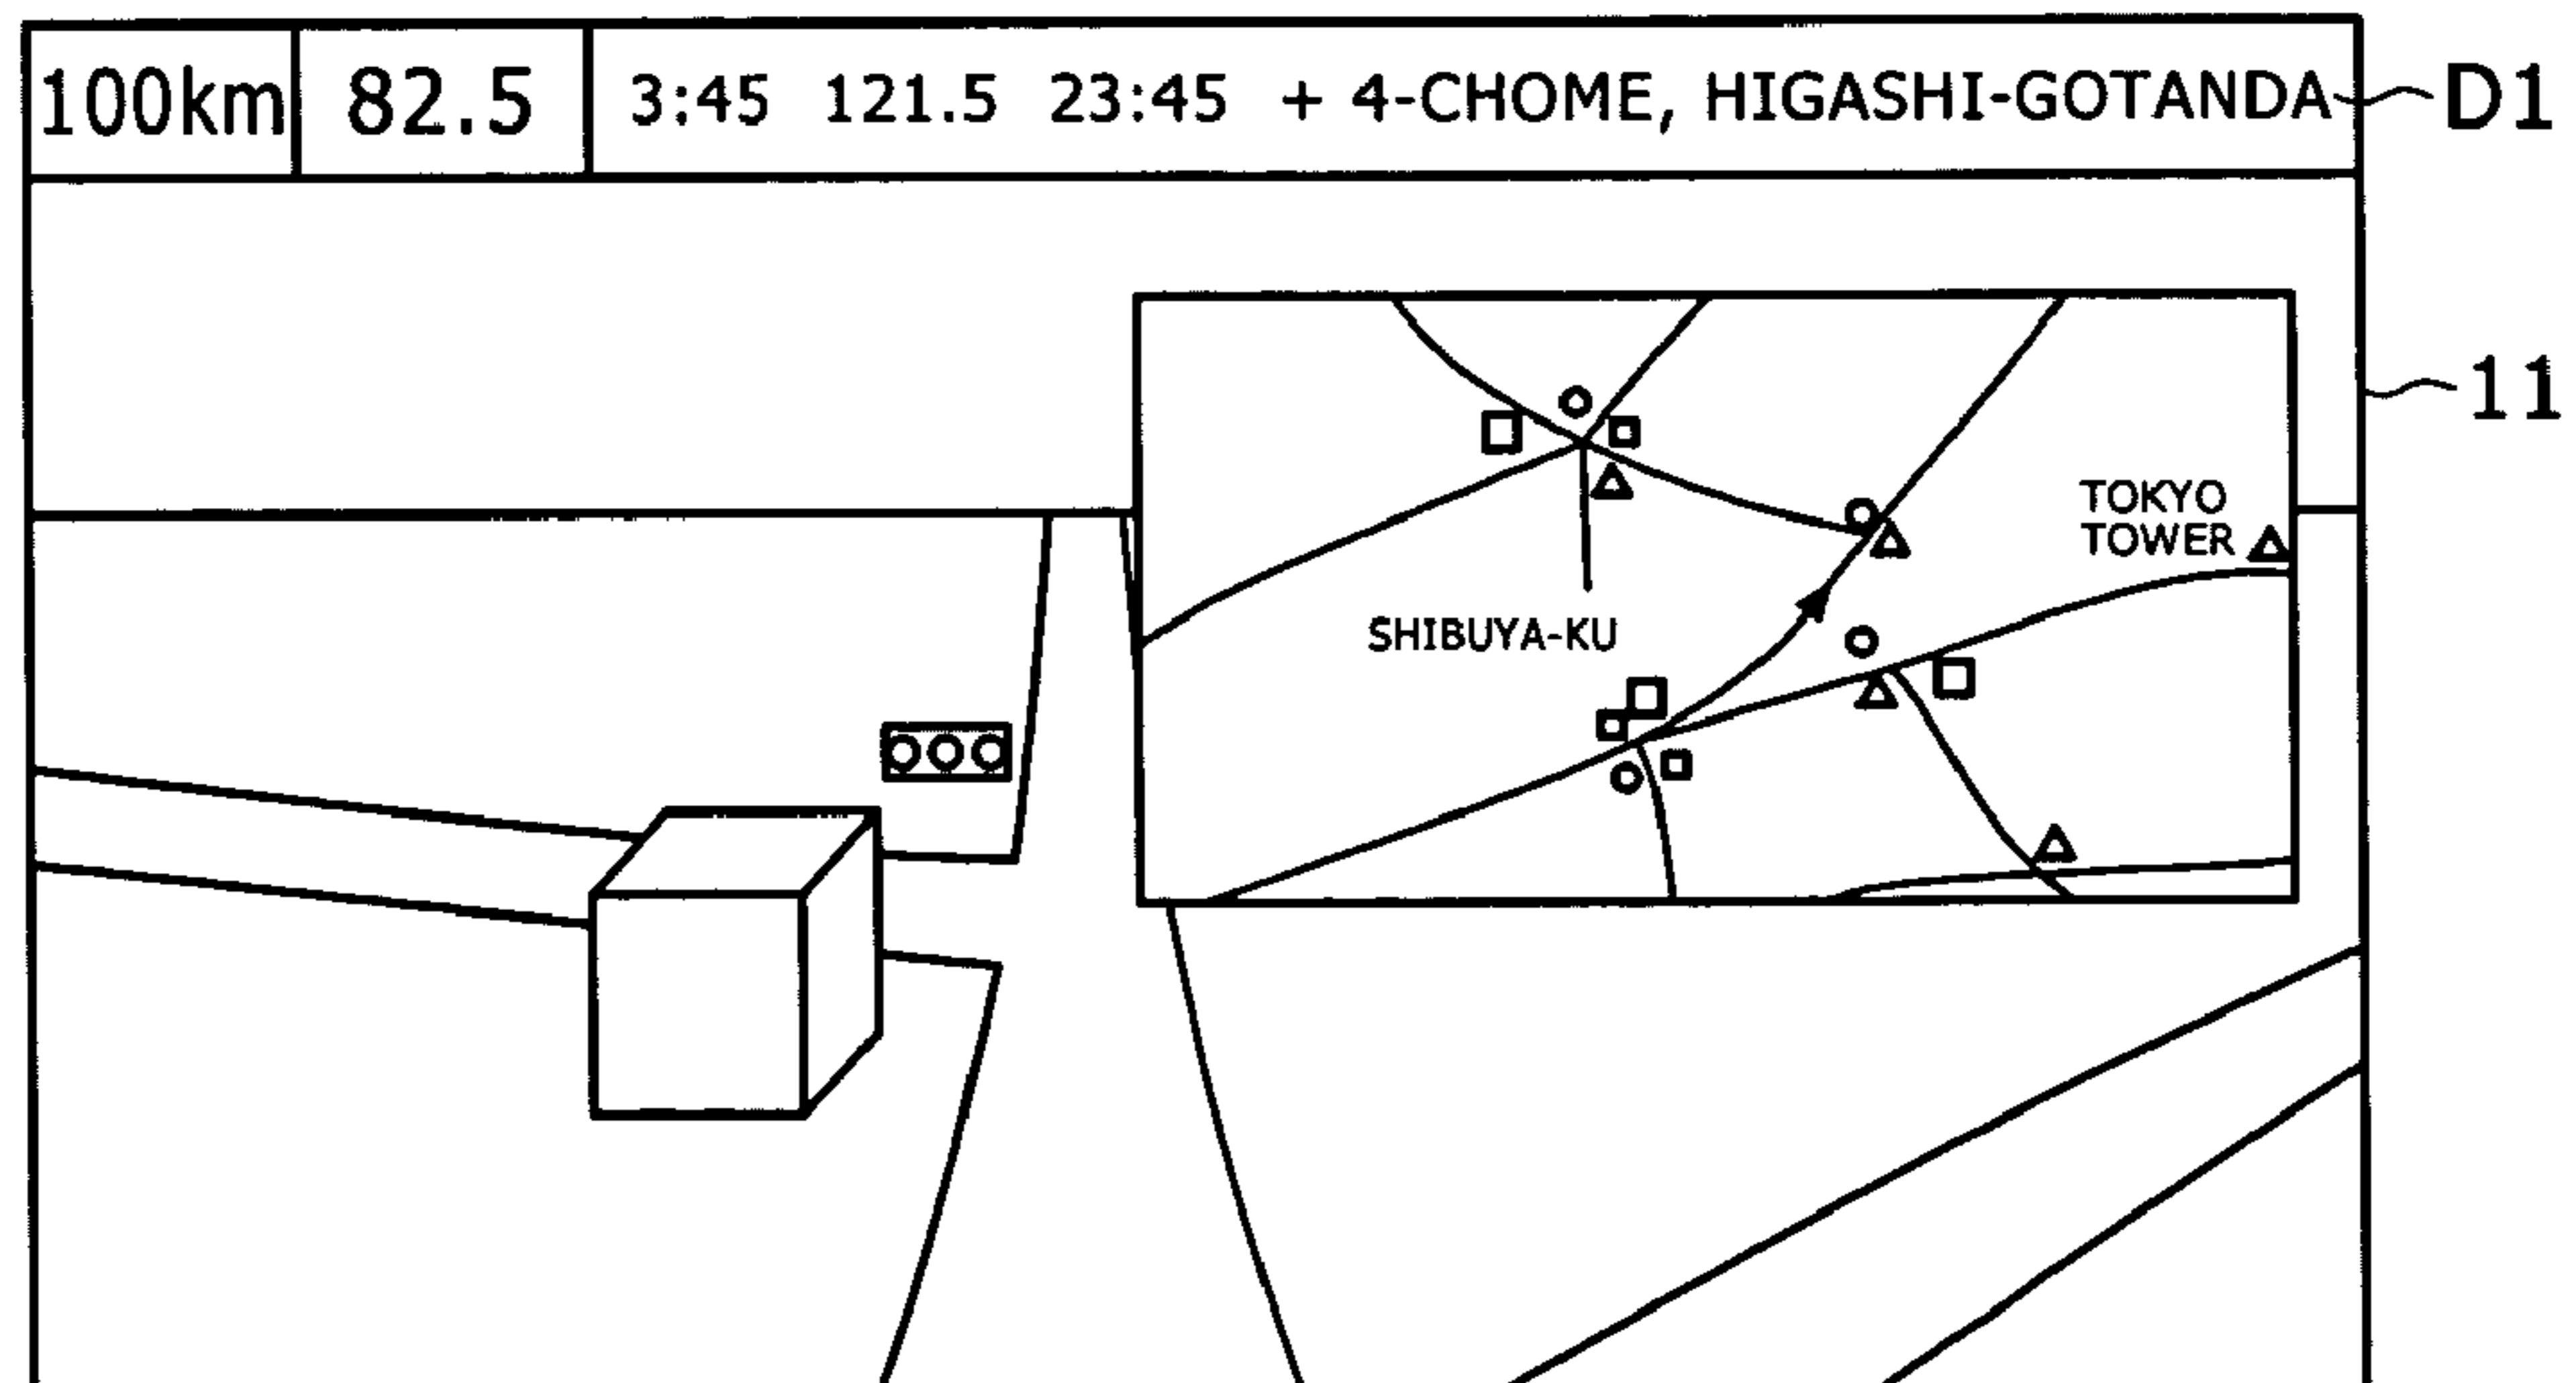 100km 82.5 3:45 121.5 23:45 + 4-CHOME, HIGASHI-GOTANDA D1
11
TOKYO
TOWER
SHIBUYA-KU